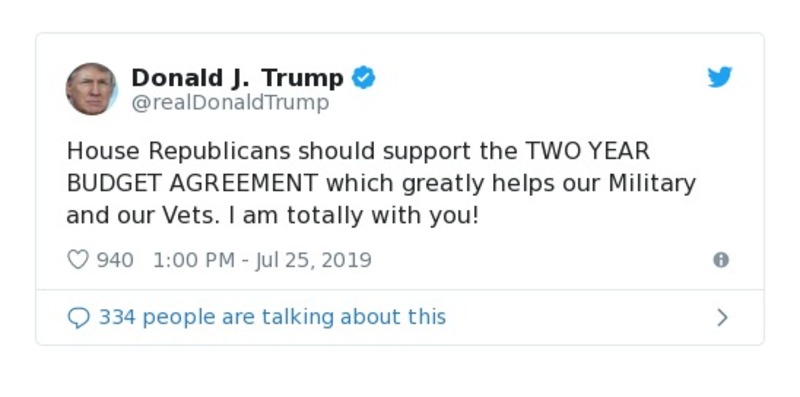 Donald J. Trump
@realDonaldTrump
House Republicans should support the TWO YEAR
BUDGET AGREEMENT which greatly helps our Military
and our Vets. I am totally with you!
940 1:00 PM - Jul 25, 2019
334 people are talking about this